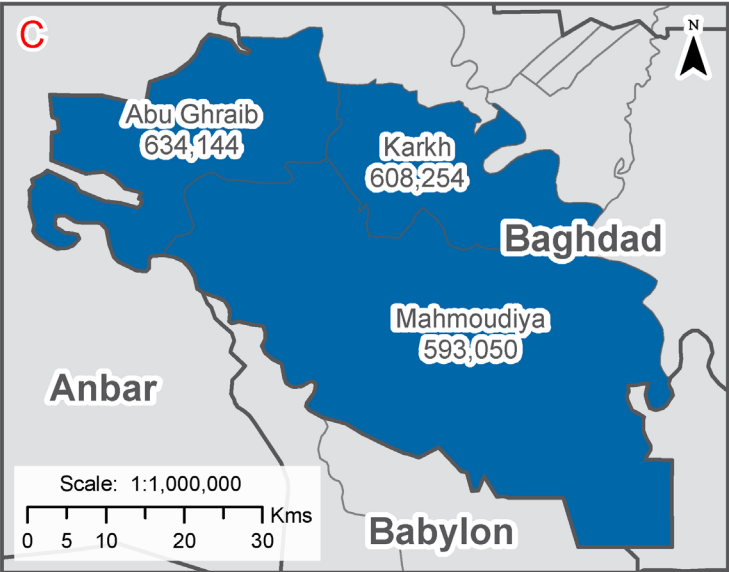 C
N
Abu Ghraib
634,144
Karkh
608,254
Baghdad
Mahmoudiya
593,050
Anbar
Scale: 1:1,000,000
Kms
0 5 10 20 30
Babylon